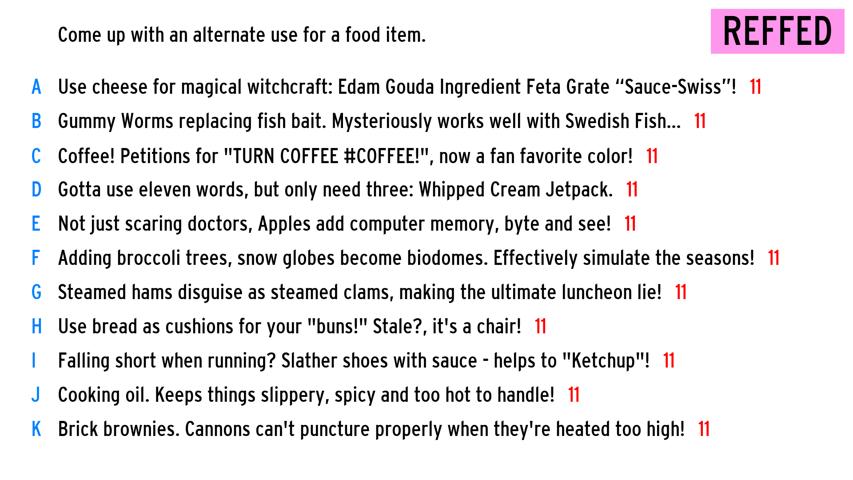 Come up with an alternate use for a food item.
REFFED
A Use cheese for magical witchcraft: Edam Gouda Ingredient Feta Grate “Sauce-Swiss”! 11
B Gummy Worms replacing fish bait. Mysteriously works well with Swedish Fish... 11
C Coffee! Petitions for "TURN COFFEE #COFFEE!", now a fan favorite color! 11
D Gotta use eleven words, but only need three: Whipped Cream Jetpack. 11
E Not just scaring doctors, Apples add computer memory, byte and see! 11
F Adding broccoli trees, snow globes become biodomes. Effectively simulate the seasons! 11
G Steamed hams disguise as steamed clams, making the ultimate luncheon lie! 11
H Use bread as cushions for your "buns!" Stale?, it's a chair! 11
I Falling short when running? Slather shoes with sauce - helps to "Ketchup"! 11
J Cooking oil. Keeps things slippery, spicy and too hot to handle! 11
K Brick brownies. Cannons can't puncture properly when they're heated too high! 11